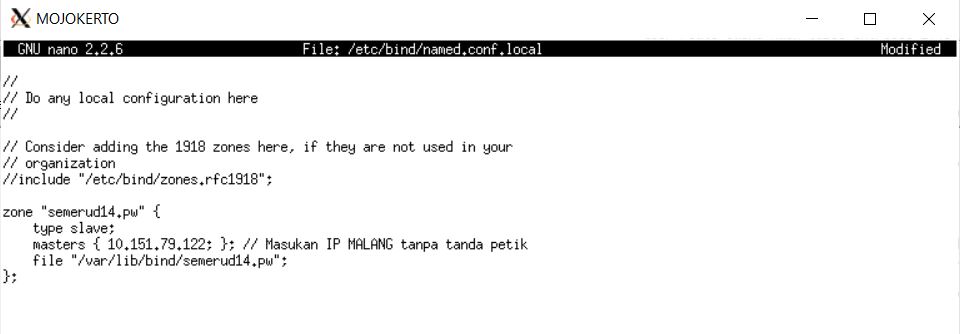 MOJOKERTO
GNU nano 2.2.6 File: /etc/bind/named.conf.local Modified
//
// Do any local configuration here
//
// Consider adding the 1918 zones here, if they are not used in your
// organization
//include "/etc/bind/zones.rfc1918";
zone "semerud14.pw" {
    type slave;
    masters { 10.151.79.122; }; // Masukan IP MALANG tanpa tanda petik
    file "/var/lib/bind/semerud14.pw";
};